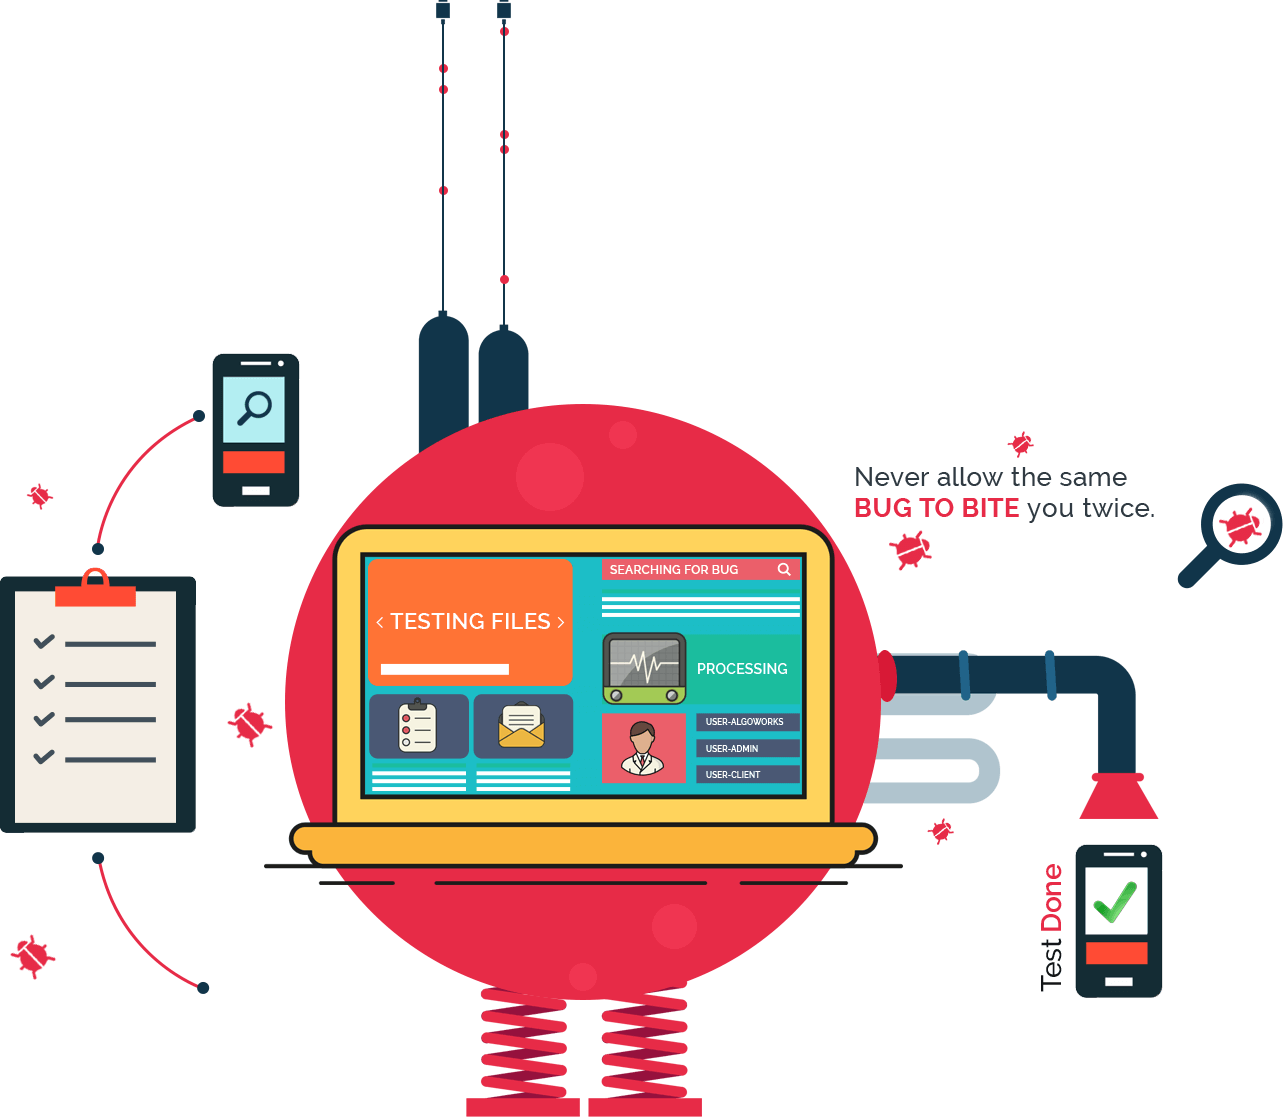 Never allow the same
BUG TO BITE you twice.
SEARCHING FOR BUG
< TESTING FILES >
PROCESSING
USER-ALGOWORKS
USER-ADMIN
USER-CLIENT
Test Done